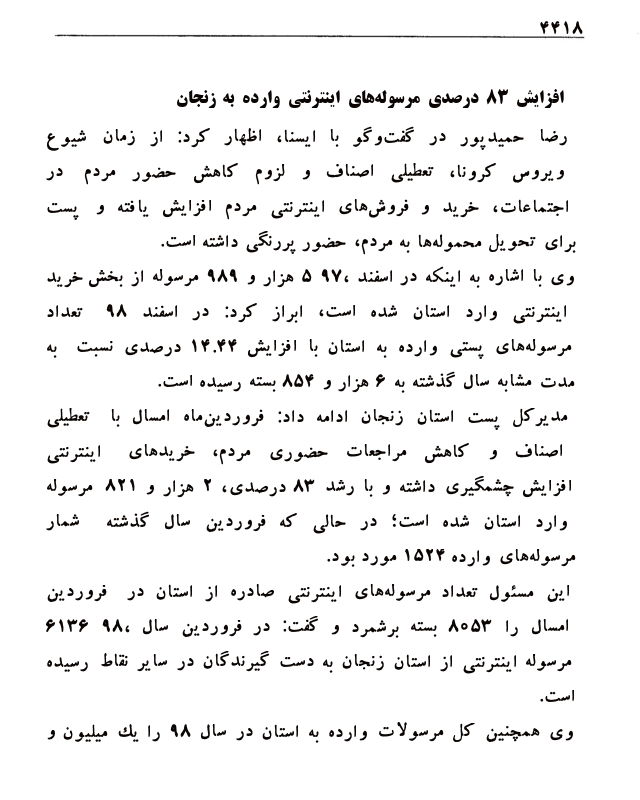 ۴۴۱۸
افزایش ۸۳ درصدی مرسوله‌های اینترنتی وارده به زنجان
رضا حمیدپور در گفت‌وگو با ایسنا، اظهار کرد: از زمان شیوع
ویروس کرونا، تعطیلی اصناف و لزوم کاهش حضور مردم در
اجتماعات، خرید و فروش‌های اینترنتی مردم افزایش یافته و پست
برای تحویل محموله‌ها به مردم، حضور پررنگی داشته است.
وی با اشاره به اینکه در اسفند ۹۷، ۵ هزار و ۹۸۹ مرسوله از بخش خرید
اینترنتی وارد استان شده است، ابراز کرد: در اسفند ۹۸ تعداد
مرسوله‌های پستی وارده به استان با افزایش ۱۴.۴۴ درصدی نسبت به
مدت مشابه سال گذشته به ۶ هزار و ۸۵۴ بسته رسیده است.
مدیرکل پست استان زنجان ادامه داد: فروردین‌ماه امسال با تعطیلی
اصناف و کاهش مراجعات حضوری مردم، خریدهای اینترنتی
افزایش چشمگیری داشته و با رشد ۸۳ درصدی، ۲ هزار و ۸۲۱ مرسوله
وارد استان شده است؛ در حالی که فروردین سال گذشته شمار
مرسوله‌های وارده ۱۵۲۴ مورد بود.
این مسئول تعداد مرسوله‌های اینترنتی صادره از استان در فروردین
امسال را ۸۰۵۳ بسته برشمرد و گفت: در فروردین سال ۹۸، ۶۱۳۶
مرسوله اینترنتی از استان زنجان به دست گیرندگان در سایر نقاط رسیده
است.
وی همچنین کل مرسولات وارده به استان در سال ۹۸ را یك میلیون و